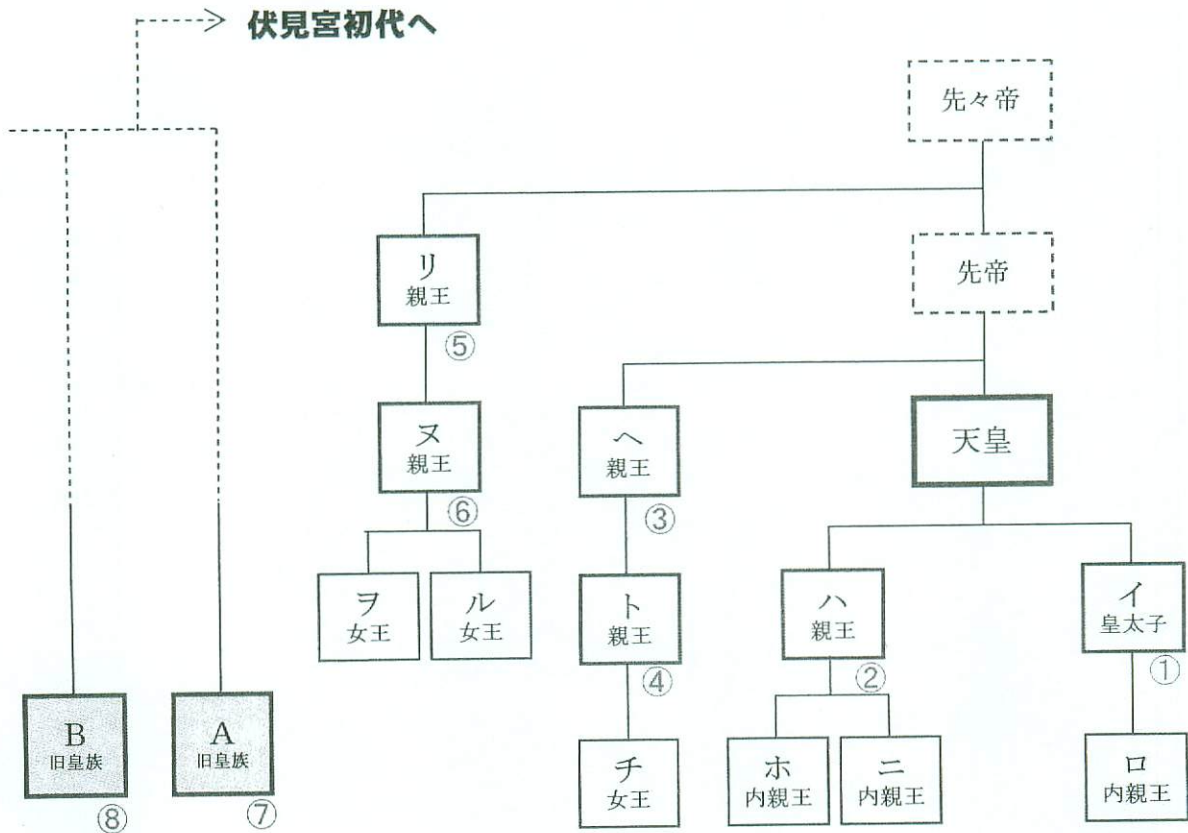 伏見宮初代へ
先々帝
先帝
リ
親王
⑤
ヌ
親王
⑥
ヘ
親王
③
天皇
ヲ
女王
ル
女王
ト
親王
④
ハ
親王
②
イ
皇太子
①
B
旧皇族
⑧
A
旧皇族
⑦
チ
女王
ホ
内親王
ニ
内親王
ロ
内親王